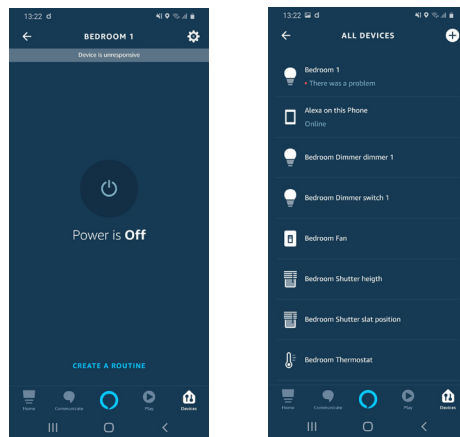 13:22 d
BEDROOM 1
Device is unresponsive
Power is Off
CREATE A ROUTINE
Home
Communicate
Play
Devices
13:22 d
ALL DEVICES
Bedroom 1
• There was a problem
Alexa on this Phone
Online
Bedroom Dimmer dimmer 1
Bedroom Dimmer switch 1
Bedroom Fan
Bedroom Shutter heigth
Bedroom Shutter slat position
Bedroom Thermostat
Home
Communicate
Play
Devices